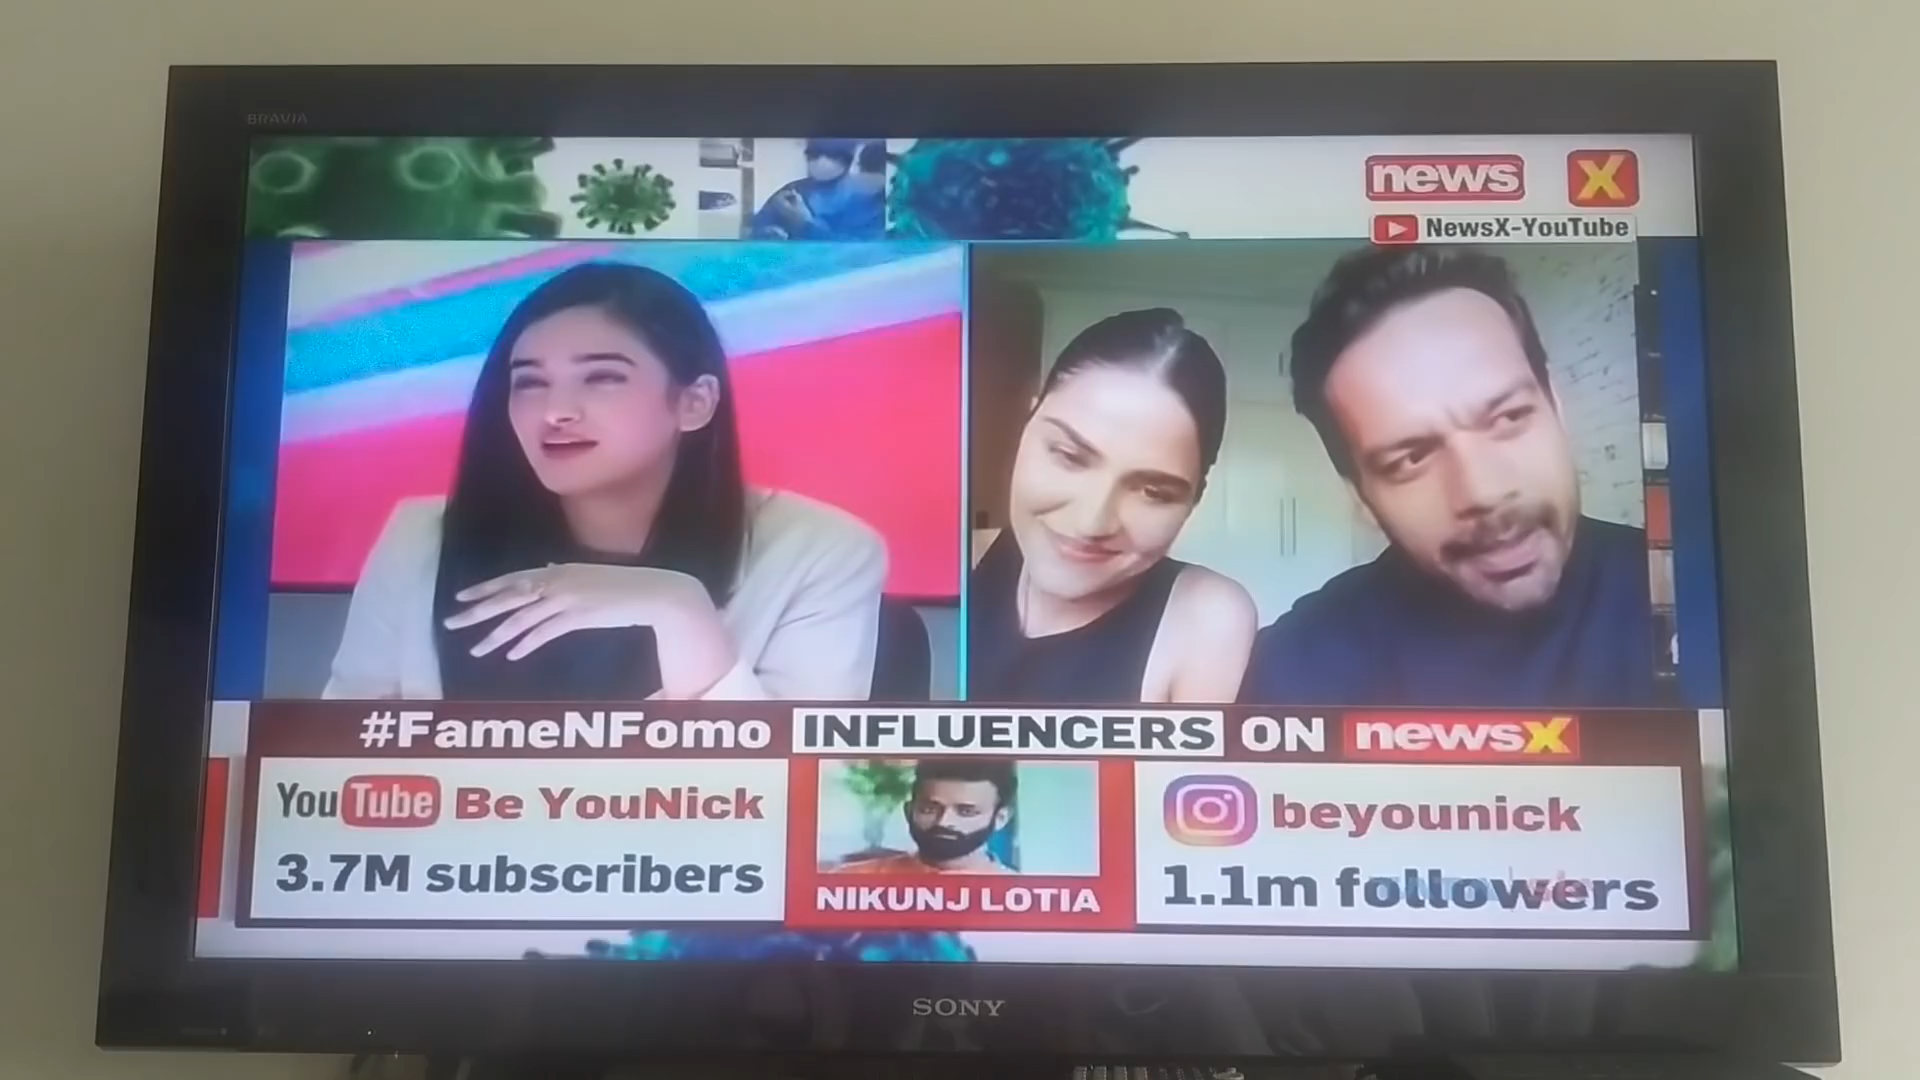 BRAVIA
news X
NewsX-YouTube
#FameNFomo INFLUENCERS ON newsX
YouTube Be YouNick
3.7M subscribers
NIKUNJ LOTIA
beyounick
1.1m followers
SONY